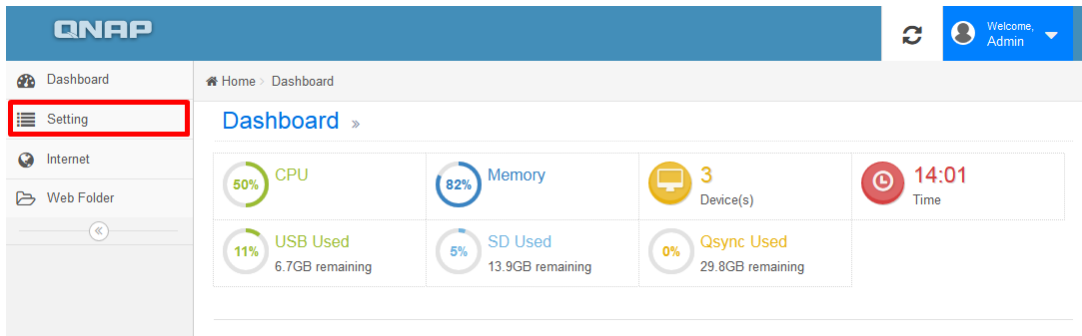 QNAP
Welcome,
Admin
Dashboard
Setting
Internet
Web Folder
Home > Dashboard
Dashboard »
50%
CPU
82%
Memory
3
Device(s)
14:01
Time
11%
USB Used
6.7GB remaining
5%
SD Used
13.9GB remaining
0%
Qsync Used
29.8GB remaining